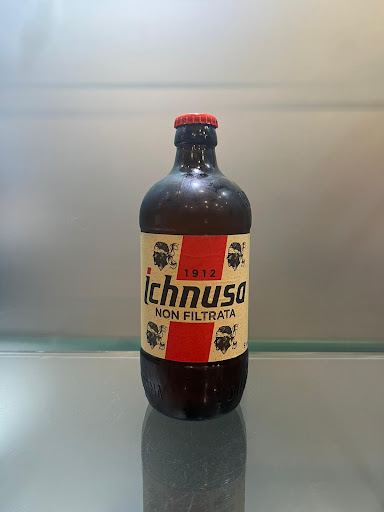 1912
ichnusa
NON FILTRATA